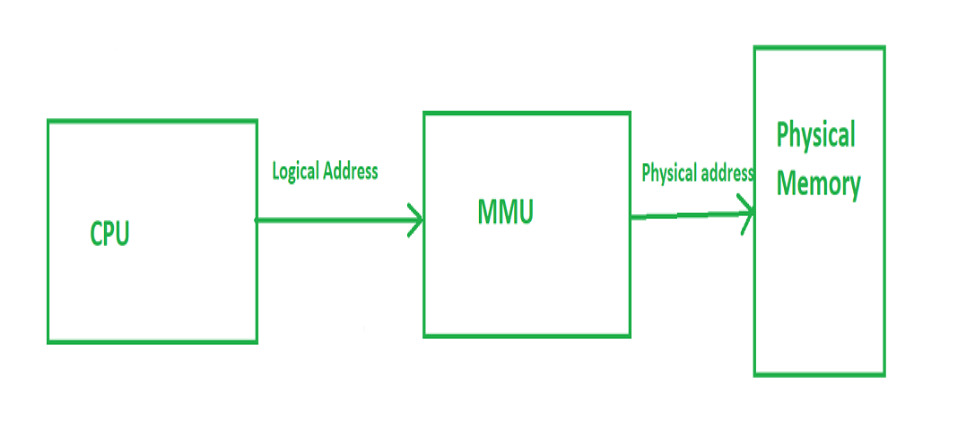 CPU
Logical Address
MMU
Physical address
Physical
Memory